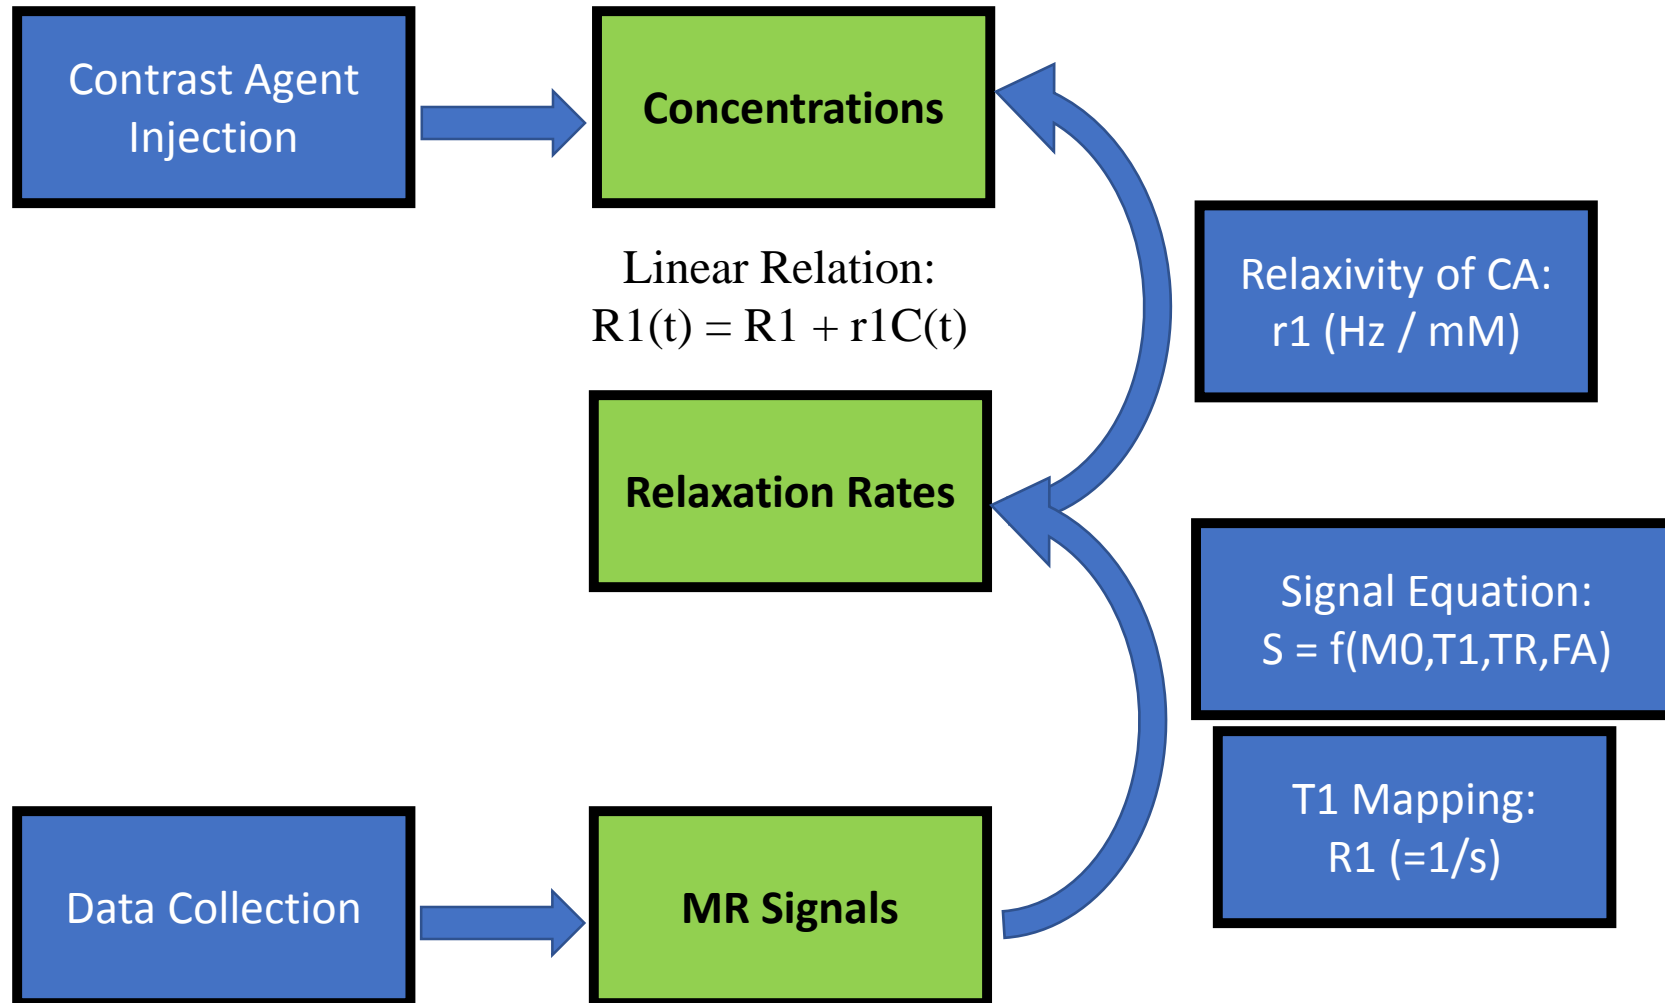 Contrast Agent
Injection
Concentrations
Linear Relation:
R1(t) = R1 + r1C(t)
Relaxivity of CA:
r1 (Hz / mM)
Relaxation Rates
Signal Equation:
S = f(M0,T1,TR,FA)
T1 Mapping:
R1 (=1/s)
Data Collection
MR Signals